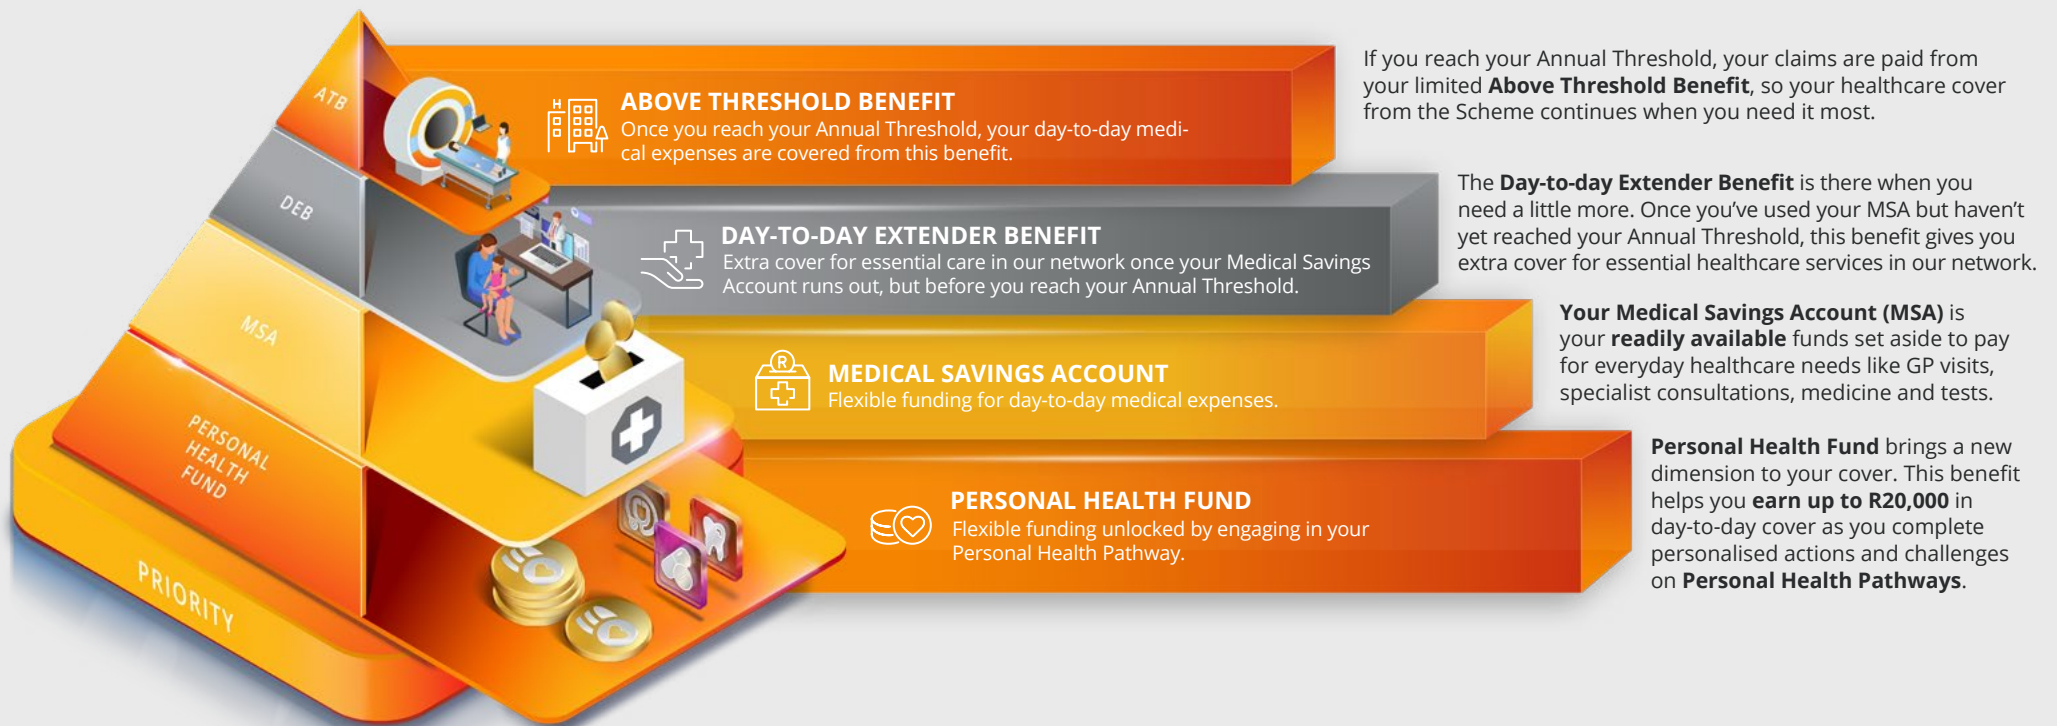 ATB
ABOVE THRESHOLD BENEFIT
Once you reach your Annual Threshold, your day-to-day medi-
cal expenses are covered from this benefit.
If you reach your Annual Threshold, your claims are paid from
your limited Above Threshold Benefit, so your healthcare cover
from the Scheme continues when you need it most.
DEB
DAY-TO-DAY EXTENDER BENEFIT
Extra cover for essential care in our network once your Medical Savings
Account runs out, but before you reach your Annual Threshold.
The Day-to-day Extender Benefit is there when you
need a little more. Once you’ve used your MSA but haven’t
yet reached your Annual Threshold, this benefit gives you
extra cover for essential healthcare services in our network.
MSA
R
MEDICAL SAVINGS ACCOUNT
Flexible funding for day-to-day medical expenses.
Your Medical Savings Account (MSA) is
your readily available funds set aside to pay
for everyday healthcare needs like GP visits,
specialist consultations, medicine and tests.
PERSONAL
HEALTH
FUND
PERSONAL HEALTH FUND
Flexible funding unlocked by engaging in your
Personal Health Pathway.
Personal Health Fund brings a new
dimension to your cover. This benefit
helps you earn up to R20,000 in
day-to-day cover as you complete
personalised actions and challenges
on Personal Health Pathways.
PRIORITY
H